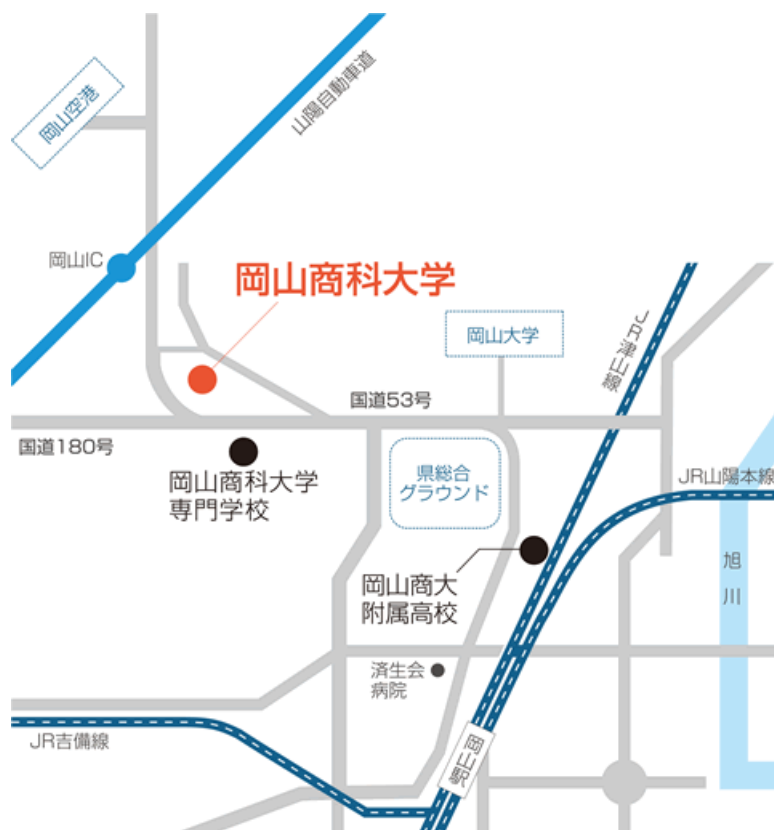 岡山空港
山陽自動車道
岡山IC
岡山商科大学
岡山大学
JR津山線
国道53号
国道180号
岡山商科大学
専門学校
県総合
グラウンド
JR山陽本線
岡山商大
附属高校
旭川
済生会
病院
JR吉備線
岡山駅